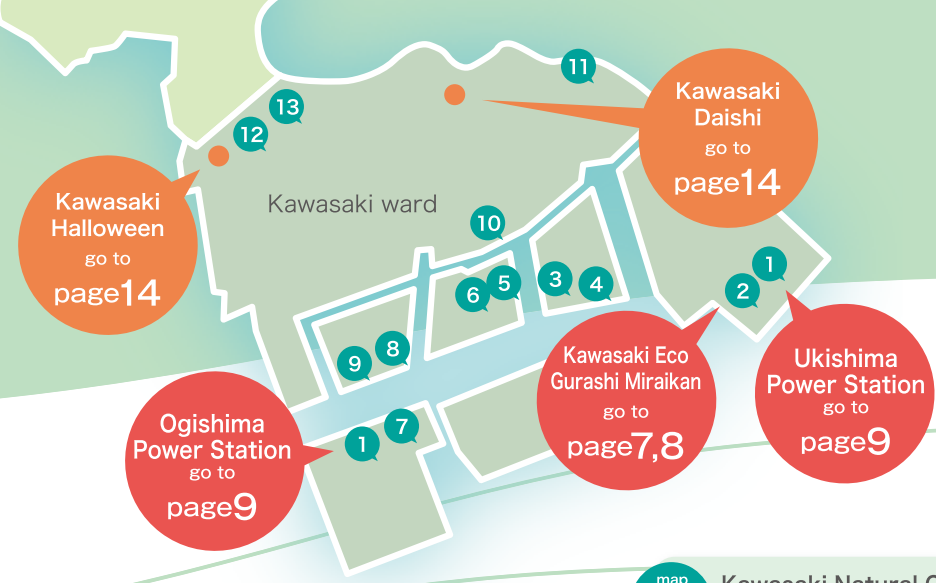 11
Kawasaki
Daishi
go to
page14
13
12
Kawasaki
Halloween
go to
page14
Kawasaki ward
10
1
2
3
4
5
6
8
9
Kawasaki Eco
Gurashi Miraikan
go to
page7,8
Ukishima
Power Station
go to
page9
Ogishima
Power Station
go to
page9
7
1
map